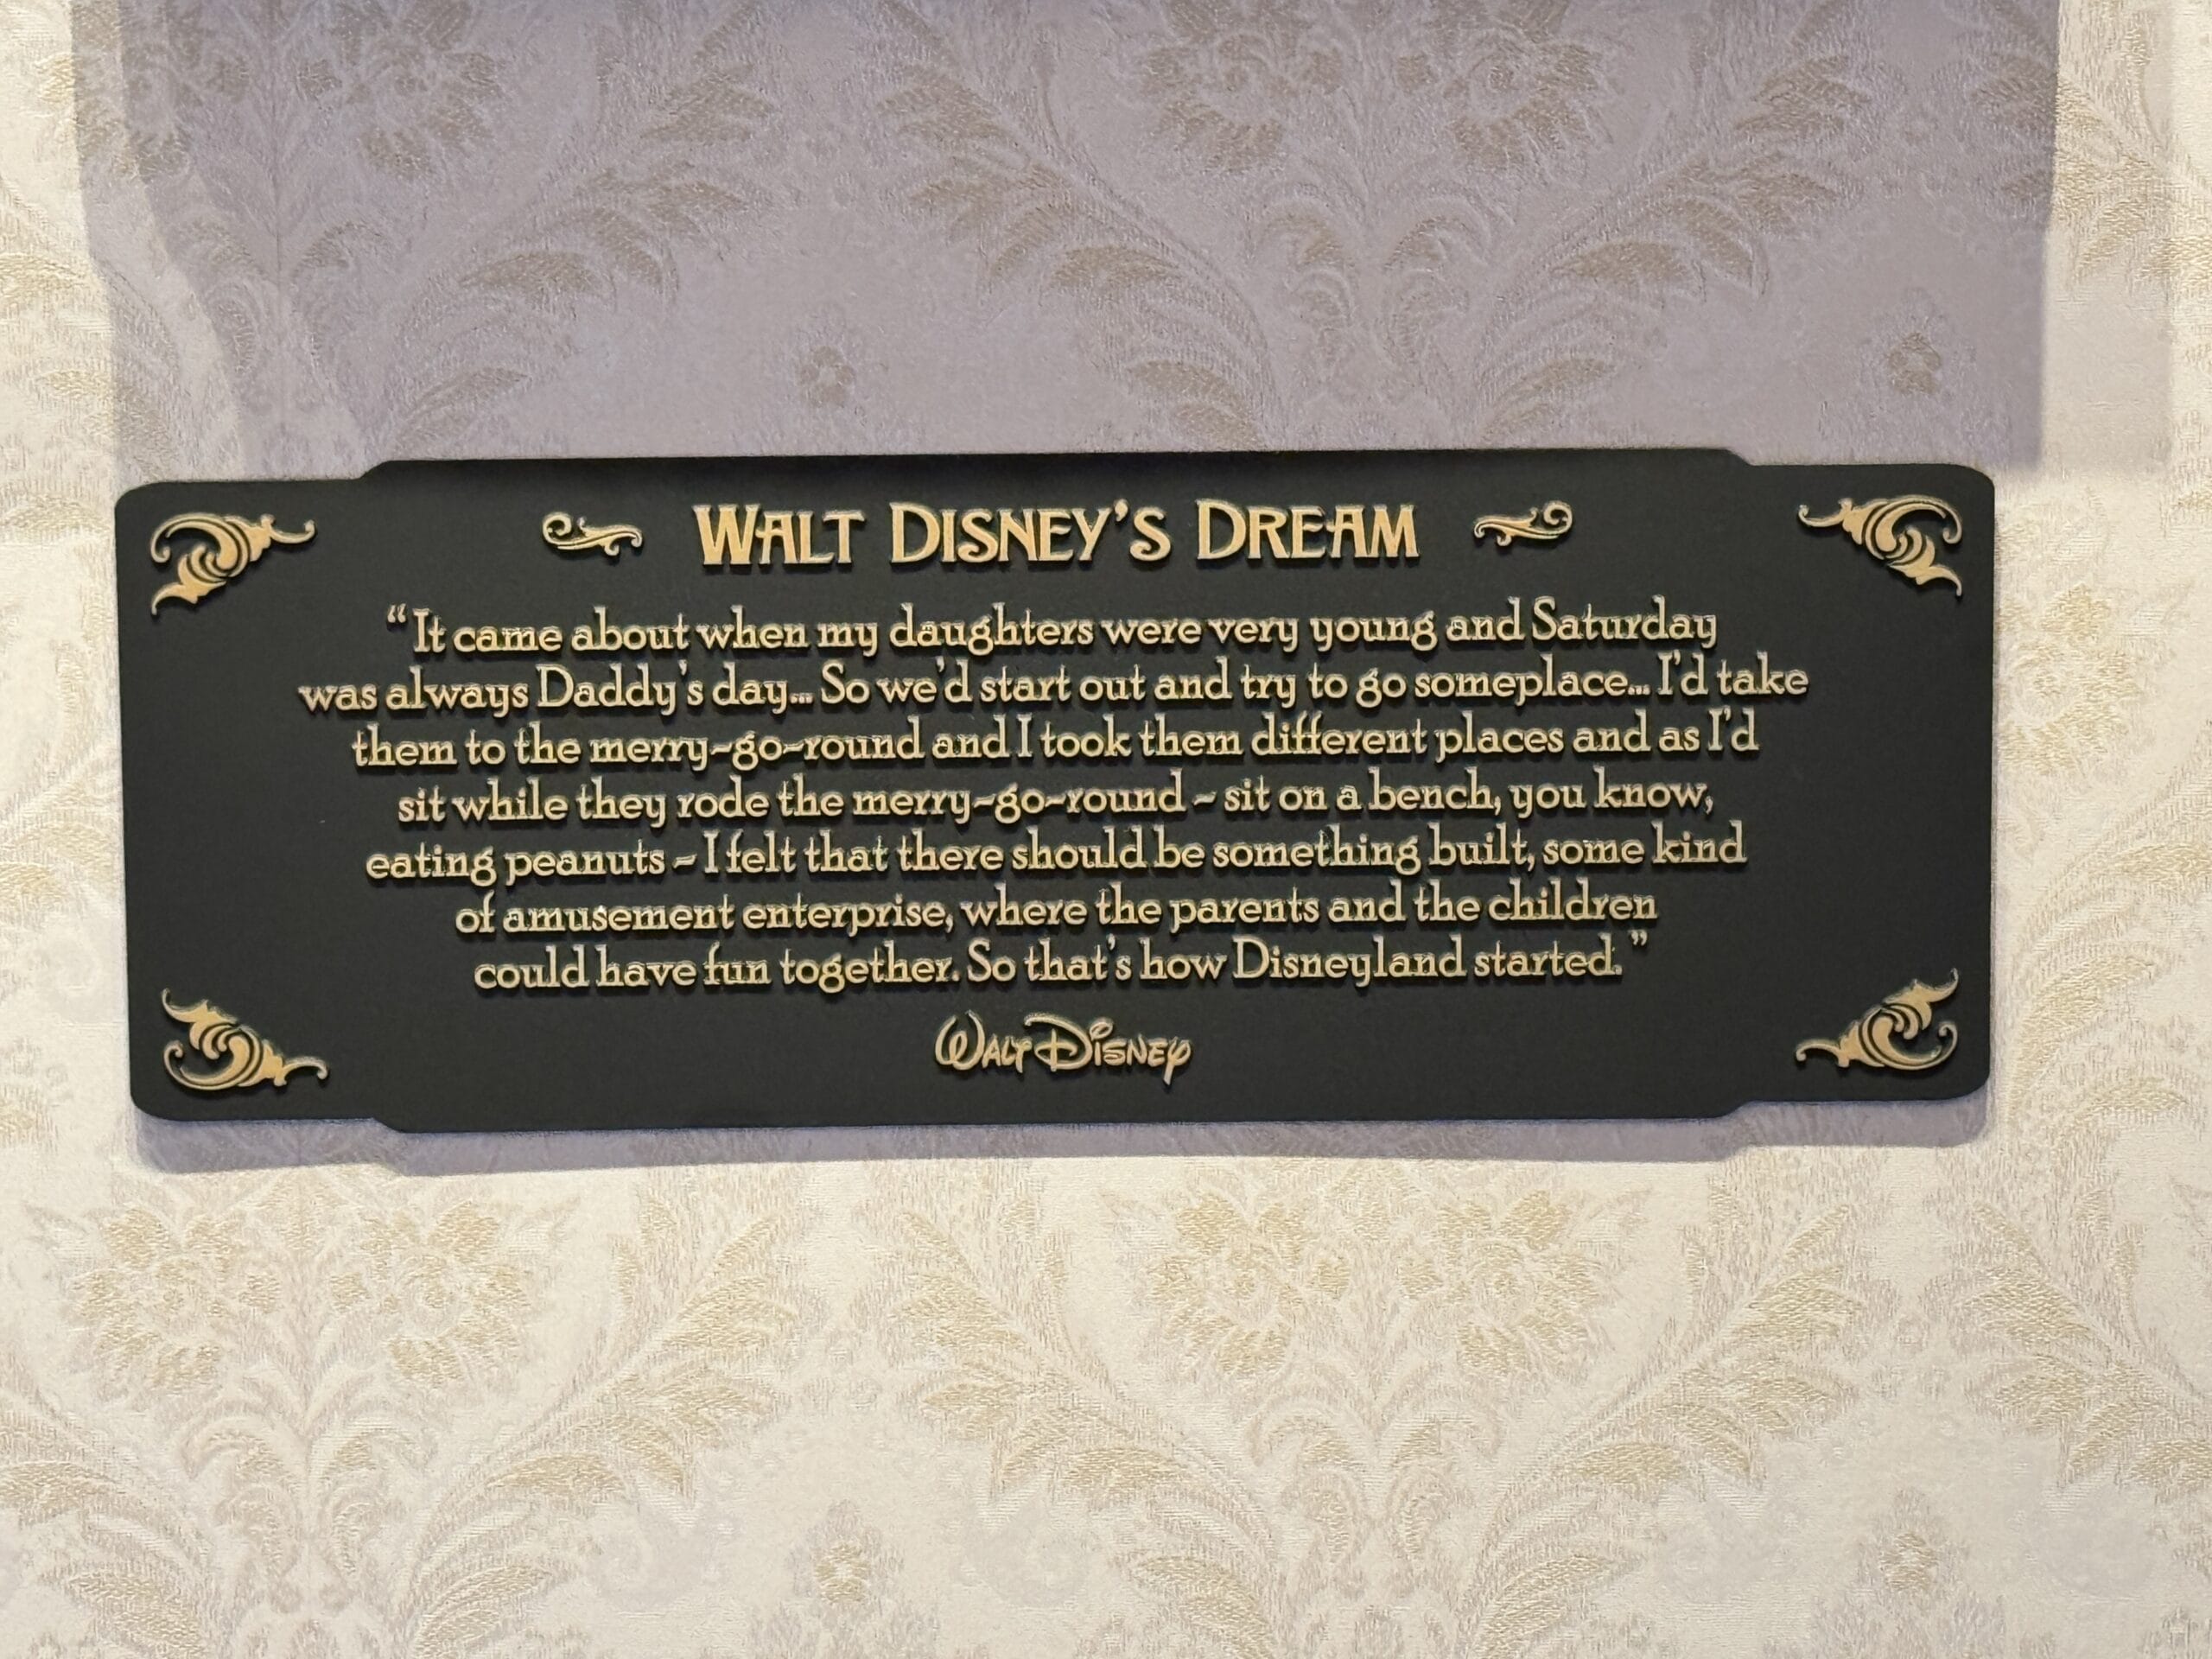 WALT DISNEY'S DREAM
“It came about when my daughters were very young and Saturday
was always Daddy's day... So we'd start out and try to go someplace... I'd take
them to the merry-go-round and I took them different places and as I'd
sit while they rode the merry-go-round - sit on a bench, you know,
eating peanuts - I felt that there should be something built, some kind
of amusement enterprise, where the parents and the children
could have fun together. So that's how Disneyland started.”
WALT DISNEY